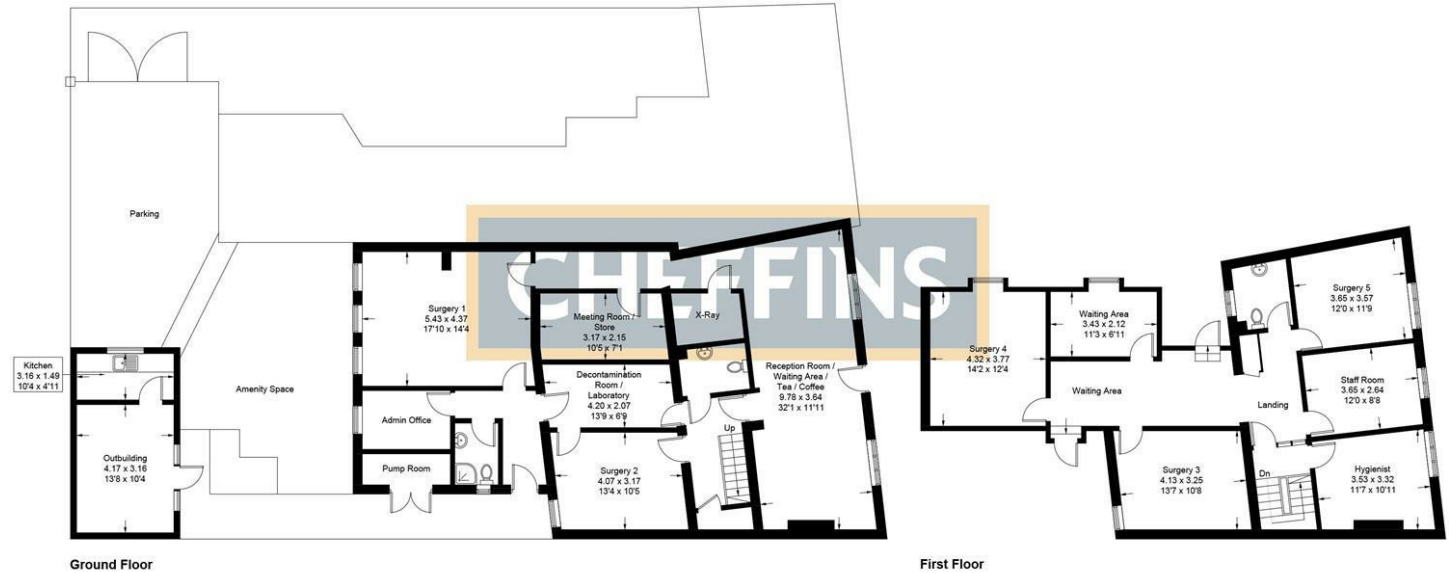 CHEFFINS
Parking
Kitchen
3.16 x 1.49
10'4 x 4'11
Outbuilding
4.17 x 3.16
13'8 x 10'4
Amenity Space
Surgery 1
5.43 x 4.37
17'10 x 14'4
Admin Office
Pump Room
Meeting Room /
Store
3.17 x 2.15
10'5 x 7'1
Decontamination
Room /
Laboratory
4.20 x 2.07
13'9 x 6'9
Surgery 2
4.07 x 3.17
13'4 x 10'5
X-Ray
Up
Reception Room /
Waiting Area /
Tea / Coffee
9.78 x 3.64
32'1 x 11'11
Ground Floor
Surgery 4
4.32 x 3.77
14'2 x 12'4
Waiting Area
3.43 x 2.12
11'3 x 6'11
Waiting Area
Surgery 3
4.13 x 3.25
13'7 x 10'8
Landing
Dn
Surgery 5
3.65 x 3.57
12'0 x 11'9
Staff Room
3.65 x 2.64
12'0 x 8'8
Hygienist
3.53 x 3.32
11'7 x 10'11
First Floor